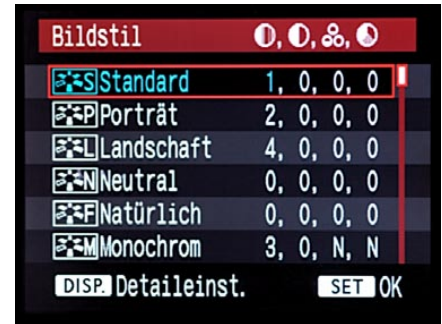 Bildstil
S Standard 1, 0, 0, 0
P Porträt 2, 0, 0, 0
L Landschaft 4, 0, 0, 0
N Neutral 0, 0, 0, 0
F Natürlich 0, 0, 0, 0
M Monochrom 3, 0, N, N
DISP. Detaileinst. SET OK